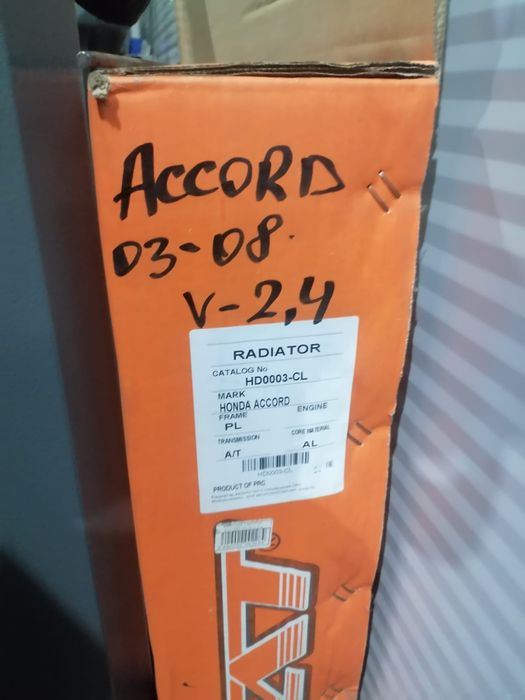 ACCORD
03-08.
V-2,4
RADIATOR
CATALOG No
HD0003-CL
MARK
HONDA ACCORD
FRAME ENGINE
PL
TRANSMISSION CORE MATERIAL
A/T AL
HD0003-CL
PRODUCT OF PRC